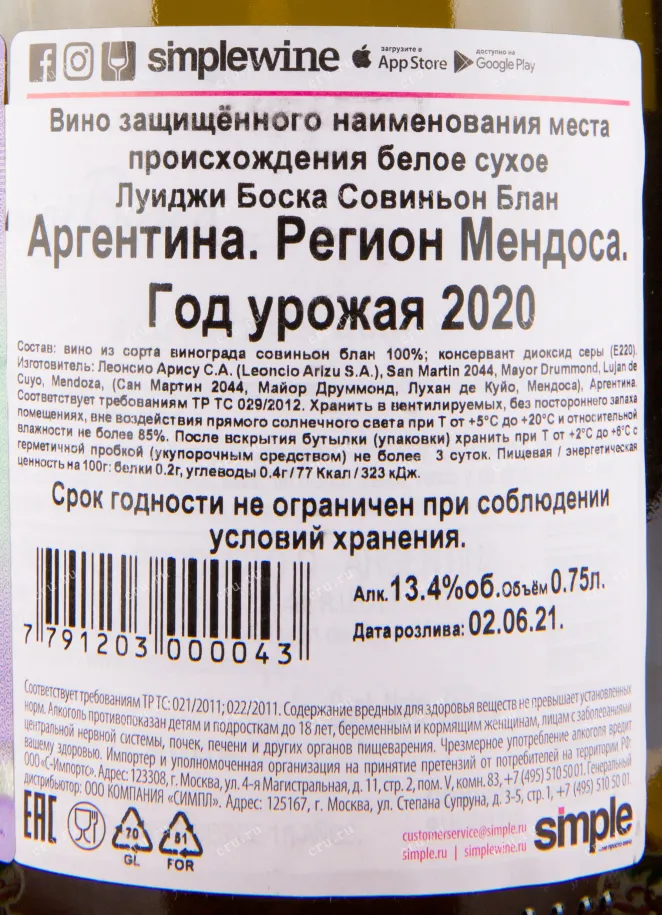 simplewine загрузите в App Store доступно на Google Play
Вино защищённого наименования места
происхождения белое сухое
Луиджи Боска Совиньон Блан
Аргентина. Регион Мендоса.
Год урожая 2020
Состав: вино из сорта винограда совиньон блан 100%; консервант диоксид серы (Е220).
Изготовитель: Леонсио Арису С.А. (Leoncio Arizu S.A.), San Martin 2044, Mayor Drummond, Lujan de
Cuyo, Mendoza, (Сан Мартин 2044, Майор Друммонд, Лухан де Куйо, Мендоса), Аргентина.
Соответствует требованиям ТР ТС 029/2012. Хранить в вентилируемых, без постороннего запаха
помещениях, вне воздействия прямого солнечного света при Т от +5°С до +20°С и относительной
влажности не более 85%. После вскрытия бутылки (упаковки) хранить при Т от +2°С до +6°С с
герметичной пробкой (укупорочным средством) не более 3 суток. Пищевая / энергетическая
ценность на 100г: белки 0.2г, углеводы 0.4г / 77 Ккал / 323 кДж.
Срок годности не ограничен при соблюдении
условий хранения.
Алк. 13.4%об. Объём 0.75л.
Дата розлива: 02.06.21.
7 791203 000043
Соответствует требованиям ТР ТС: 021/2011; 022/2011. Содержание вредных для здоровья веществ не превышает установленных
норм. Алкоголь противопоказан детям и подросткам до 18 лет, беременным и кормящим женщинам, лицам с заболеваниями
центральной нервной системы, почек, печени и других органов пищеварения. Чрезмерное употребление алкоголя вредит
вашему здоровью. Импортер и уполномоченная организация на принятие претензий от потребителей на территории РФ:
ООО «С-Импортс». Адрес: 123308, г. Москва, ул. 4-я Магистральная, д. 11, стр. 2, пом. V, комн. 83, +7 (495) 510 50 01. Генеральный
дистрибьютор: ООО КОМПАНИЯ «СИМПЛ». Адрес: 125167, г. Москва, ул. Степана Супруна, д. 3-5, стр. 1, +7 (495) 510 50 01.
EAC
70
GL
81
FOR
customerservice@simple.ru
simple.ru | simplewine.ru
simple
...не просто вино